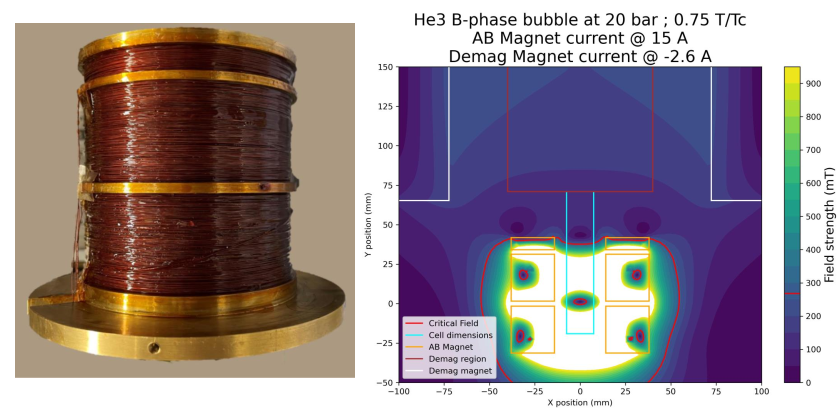 He3 B-phase bubble at 20 bar ; 0.75 T/Tc
AB Magnet current @ 15 A
Demag Magnet current @ -2.6 A
150
125
100
75
50
25
0
−25
−50
Y position (mm)
−100
−75
−50
−25
0
25
50
75
100
X position (mm)
Critical Field
Cell dimensions
AB Magnet
Demag region
Demag magnet
900
800
700
600
500
400
300
200
100
0
Field strength (mT)